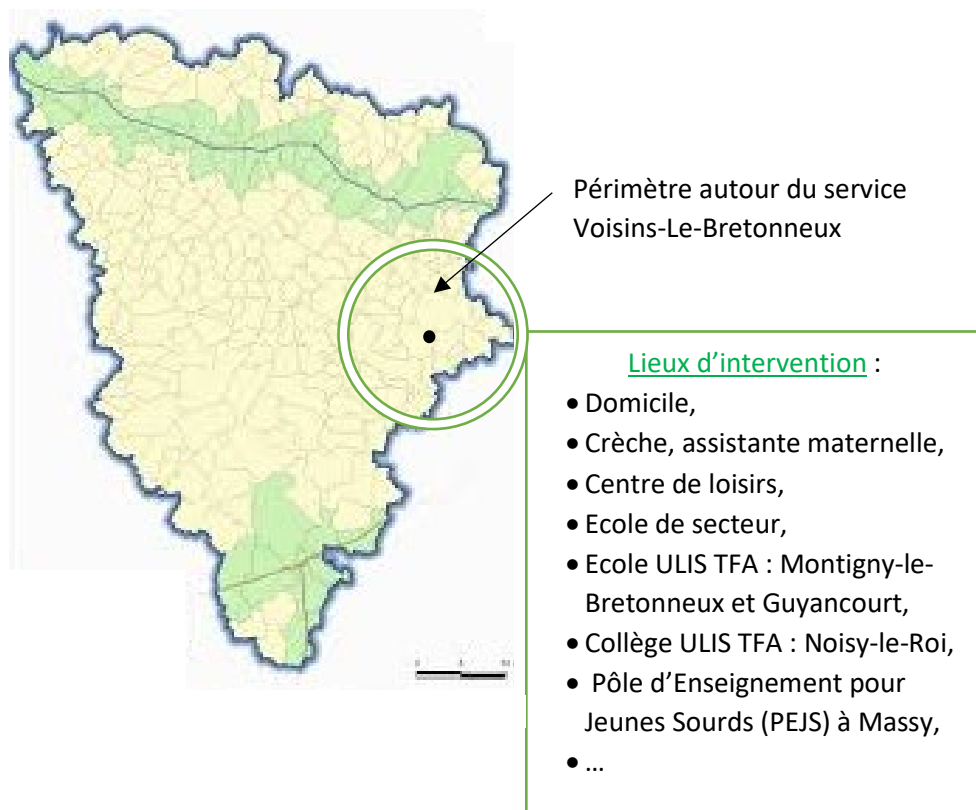 Périmètre autour du service
Voisins-Le-Bretonneux
Lieux d’intervention :
• Domicile,
• Crèche, assistante maternelle,
• Centre de loisirs,
• Ecole de secteur,
• Ecole ULIS TFA : Montigny-le-
Bretonneux et Guyancourt,
• Collège ULIS TFA : Noisy-le-Roi,
• Pôle d’Enseignement pour
Jeunes Sourds (PEJS) à Massy,
• ...